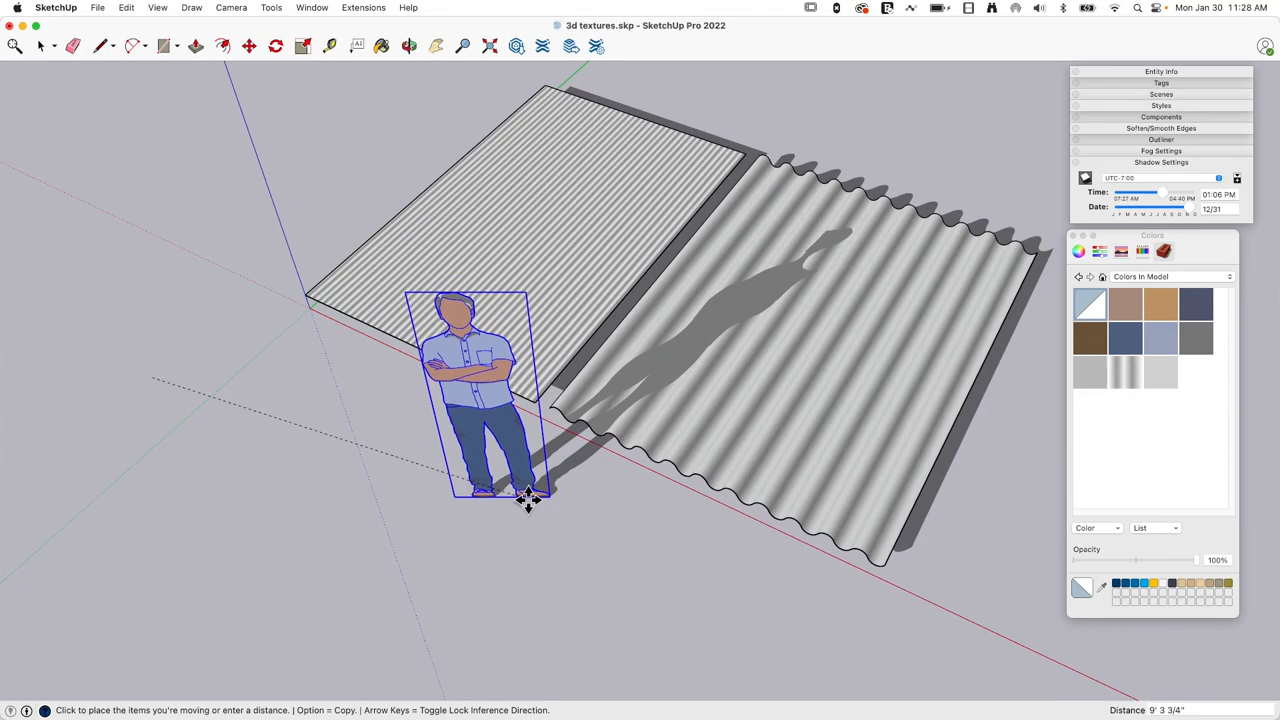 SketchUp File Edit View Draw Camera Tools Window Extensions Help Mon Jan 30 11:28 AM
3d textures.skp - SketchUp Pro 2022
Entity Info
Tags
Scenes
Styles
Components
Soften/Smooth Edges
Outliner
Fog Settings
Shadow Settings
UTC-7:00
Time: 01:06 PM
07:27 AM 04:40 PM
Date: 12/31
J F M A M J J A S O N D
Colors
Colors In Model
Color List
Opacity
100%
Click to place the items you're moving or enter a distance. | Option = Copy. | Arrow Keys = Toggle Lock Inference Direction. Distance 9' 3 3/4"